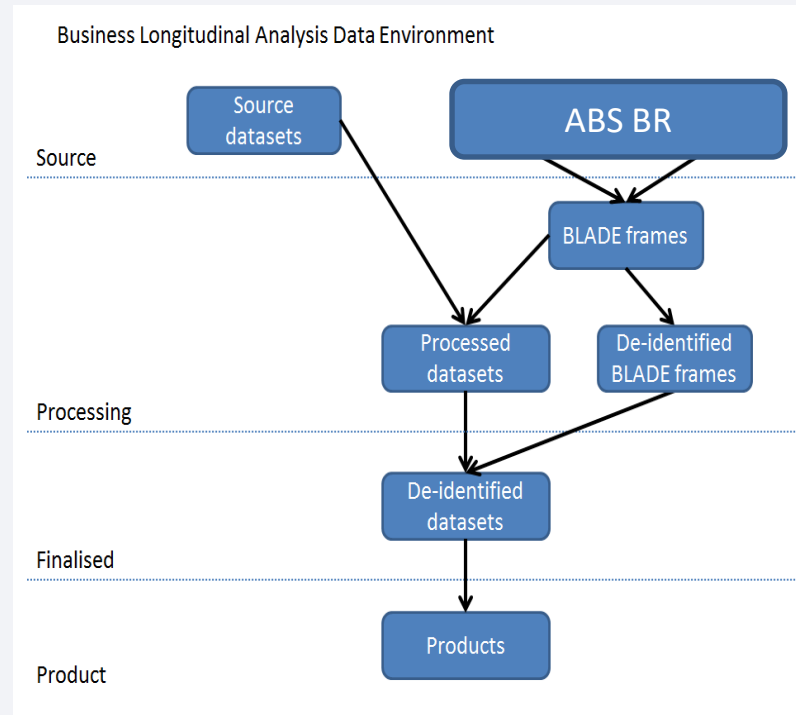 Business Longitudinal Analysis Data Environment
Source
datasets
ABS BR
Source
BLADE frames
Processed
datasets
De-identified
BLADE frames
Processing
De-identified
datasets
Finalised
Products
Product